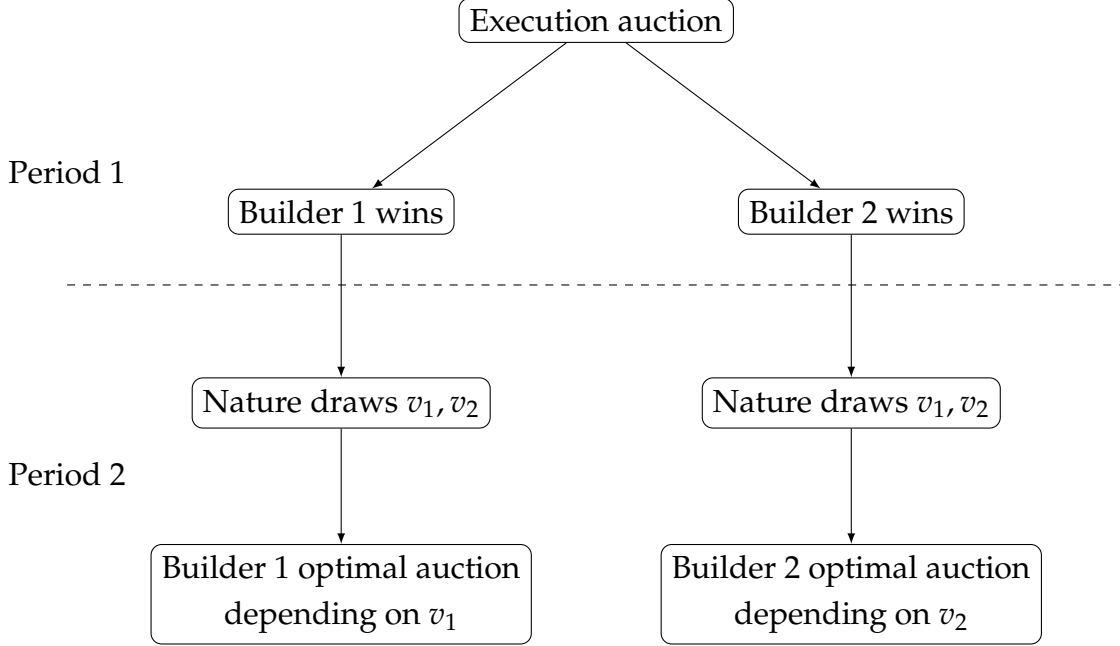 Execution auction
Period 1
Builder 1 wins
Builder 2 wins
Nature draws v₁, v₂
Nature draws v₁, v₂
Period 2
Builder 1 optimal auction
depending on v₁
Builder 2 optimal auction
depending on v₂